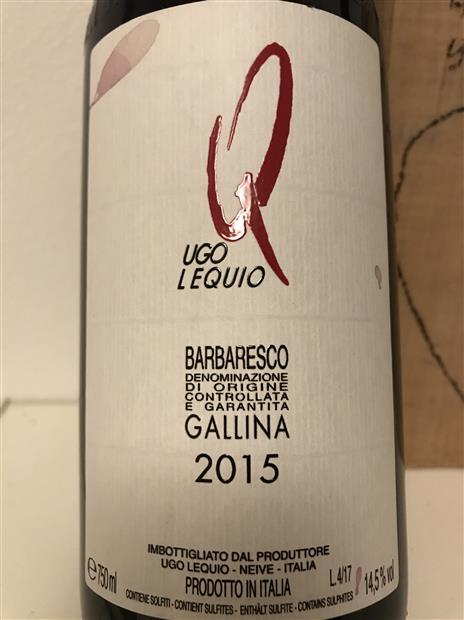 UGO
LEQUIO
BARBARESCO
DENOMINAZIONE
DI ORIGINE
CONTROLLATA
E GARANTITA
GALLINA
2015
IMBOTTIGLIATO DAL PRODUTTORE
UGO LEQUIO - NEIVE - ITALIA
℮ 750 ml PRODOTTO IN ITALIA L.4/17 14,5% vol
CONTIENE SOLFITI - CONTIENT SULFITES - ENTHÄLT SULFITE - CONTAINS SULPHITES